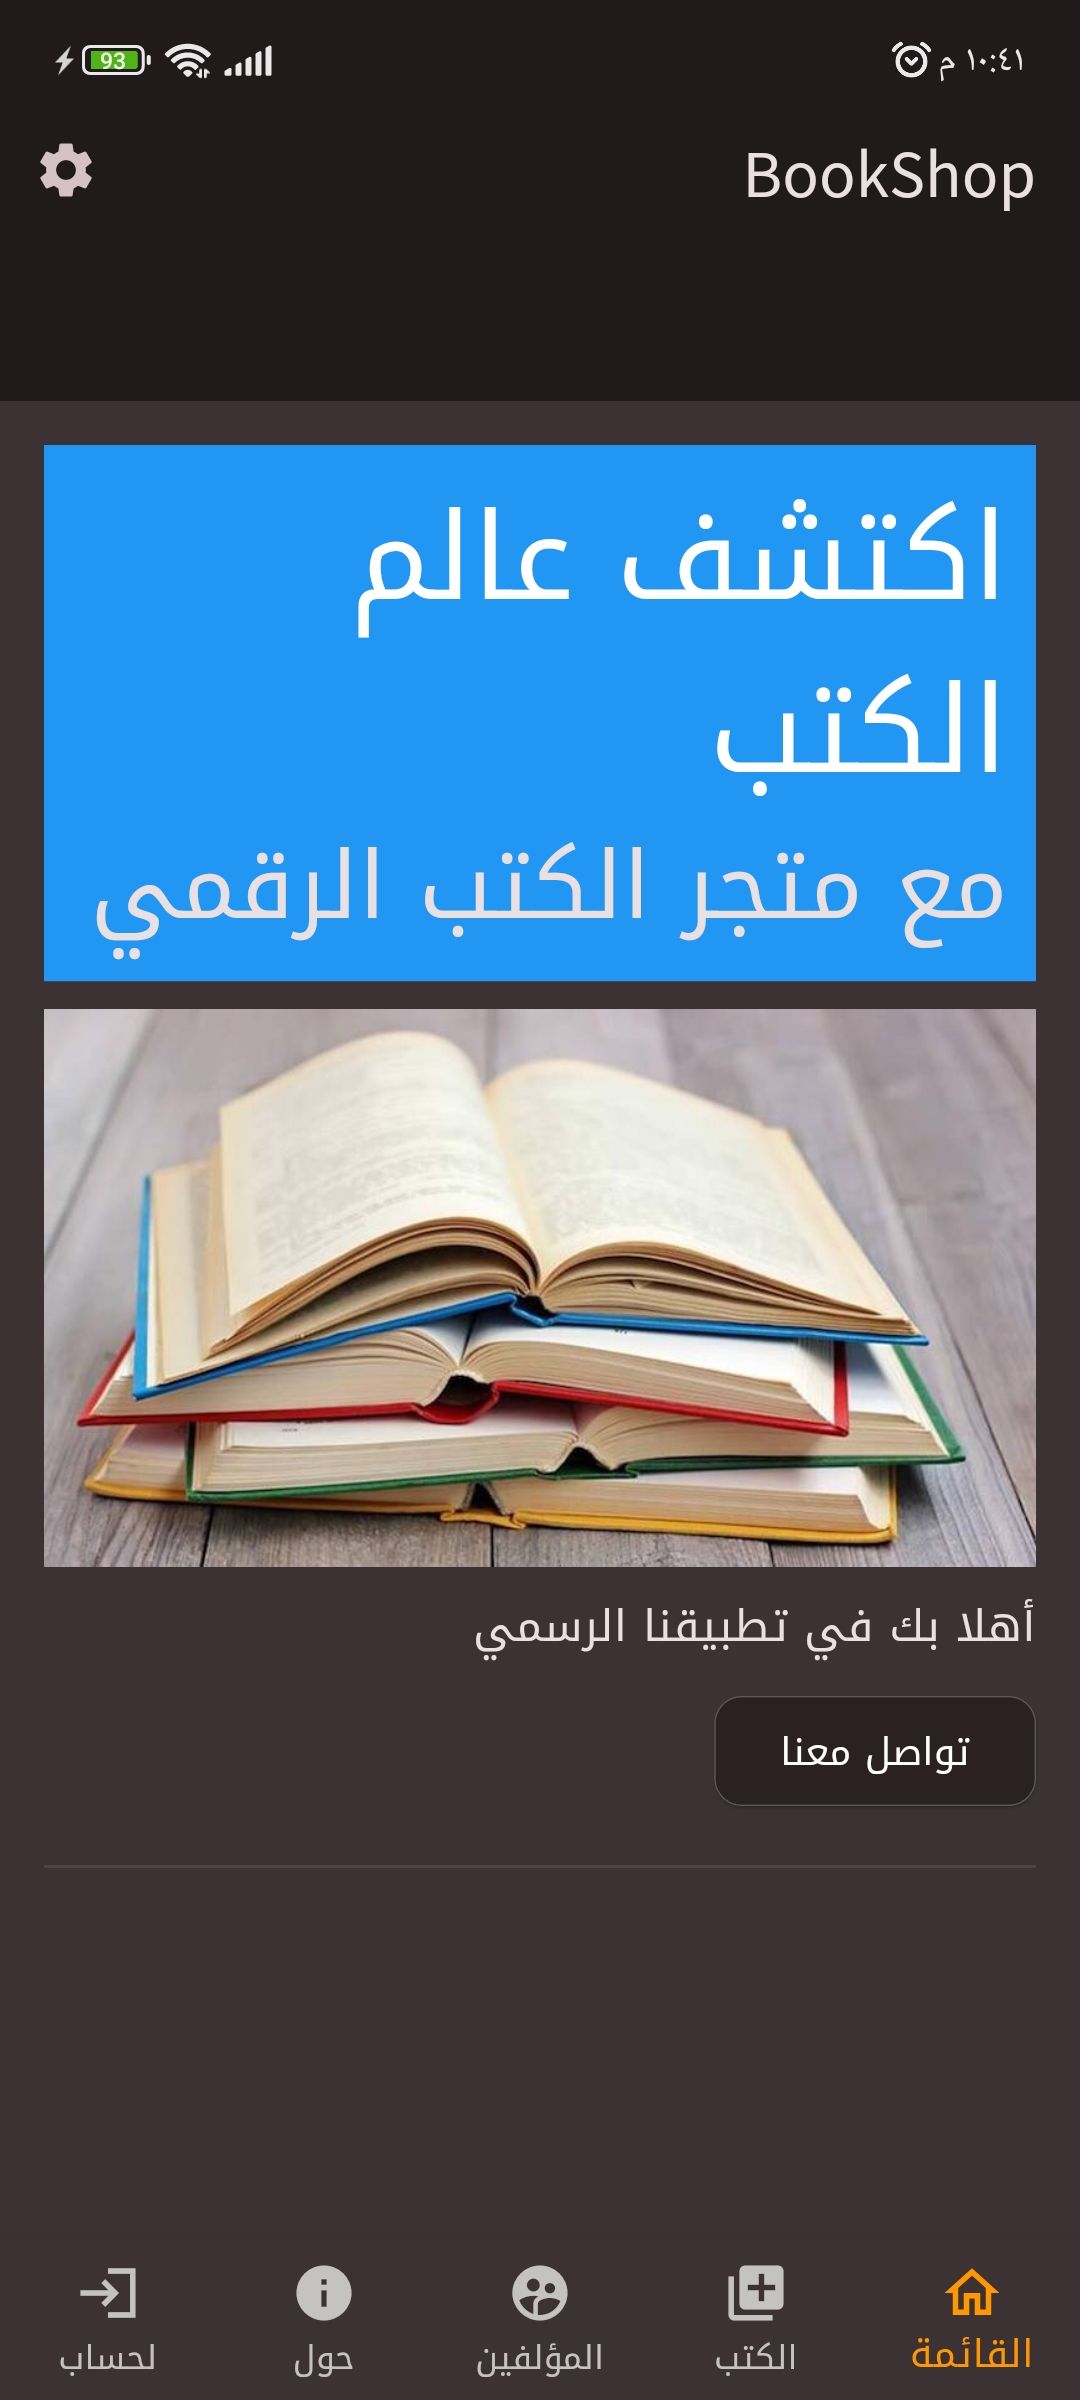 ١٠:٤١ م
93
BookShop
اكتشف عالم
الكتب
مع متجر الكتب الرقمي
أهلا بك في تطبيقنا الرسمي
تواصل معنا
القائمة
الكتب
المؤلفين
حول
لحساب